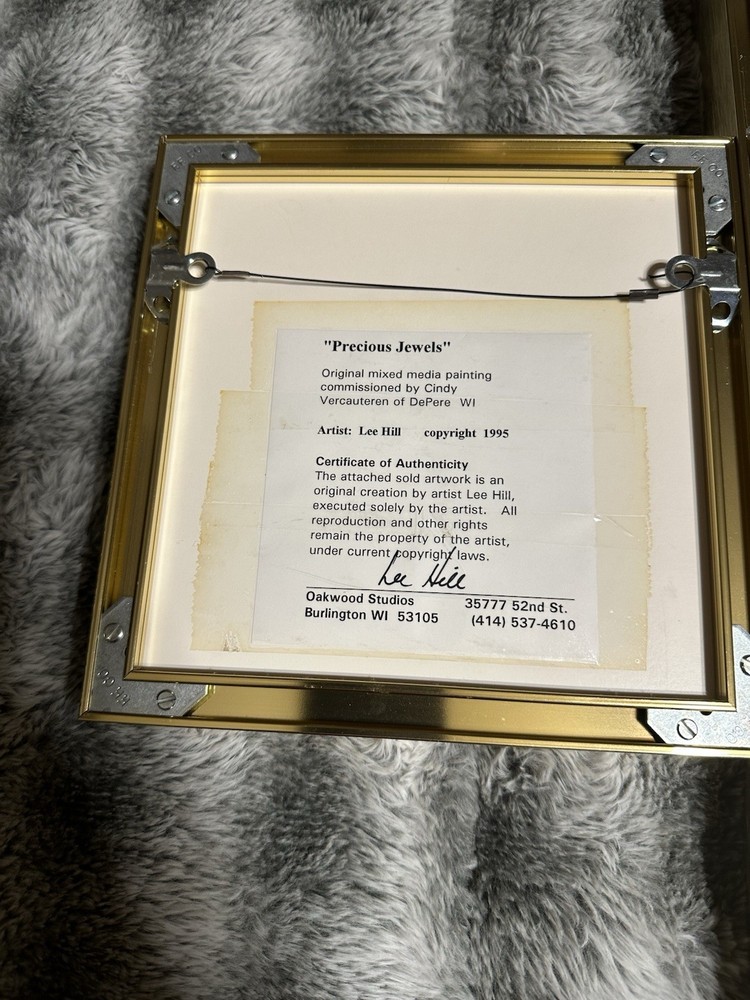 "Precious Jewels"
Original mixed media painting
commissioned by Cindy
Vercauteren of DePere WI
Artist: Lee Hill copyright 1995
Certificate of Authenticity
The attached sold artwork is an
original creation by artist Lee Hill,
executed solely by the artist. All
reproduction and other rights
remain the property of the artist,
under current copyright laws.
Lee Hill
Oakwood Studios 35777 52nd St.
Burlington WI 53105 (414) 537-4610